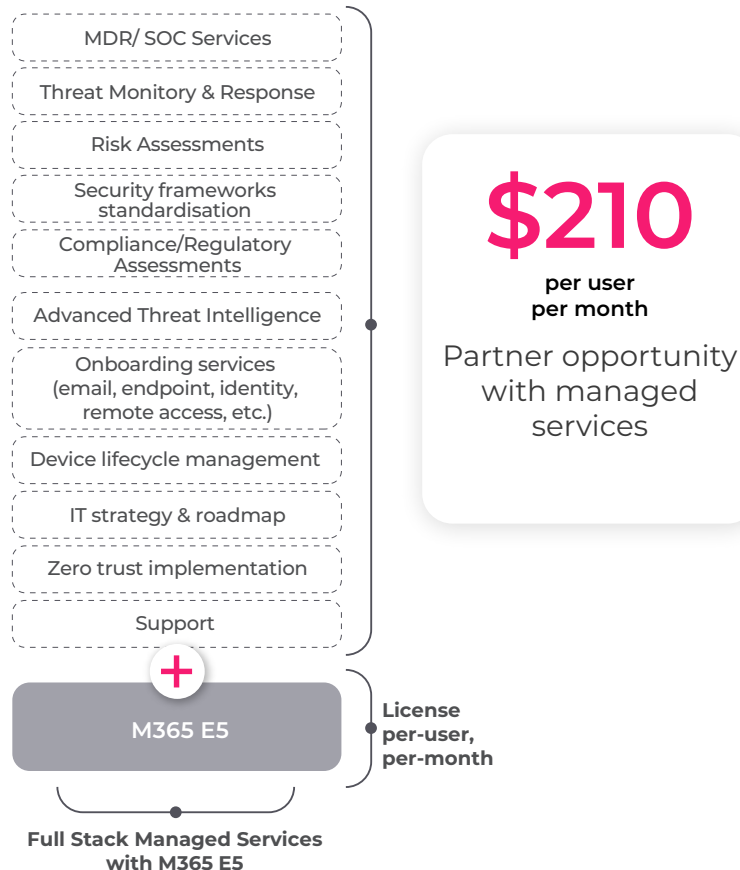 MDR/ SOC Services
Threat Monitory & Response
Risk Assessments
Security frameworks
standardisation
Compliance/Regulatory
Assessments
Advanced Threat Intelligence
Onboarding services
(email, endpoint, identity,
remote access, etc.)
Device lifecycle management
IT strategy & roadmap
Zero trust implementation
Support
+
M365 E5
Full Stack Managed Services
with M365 E5
License
per-user,
per-month
$210
per user
per month
Partner opportunity
with managed
services